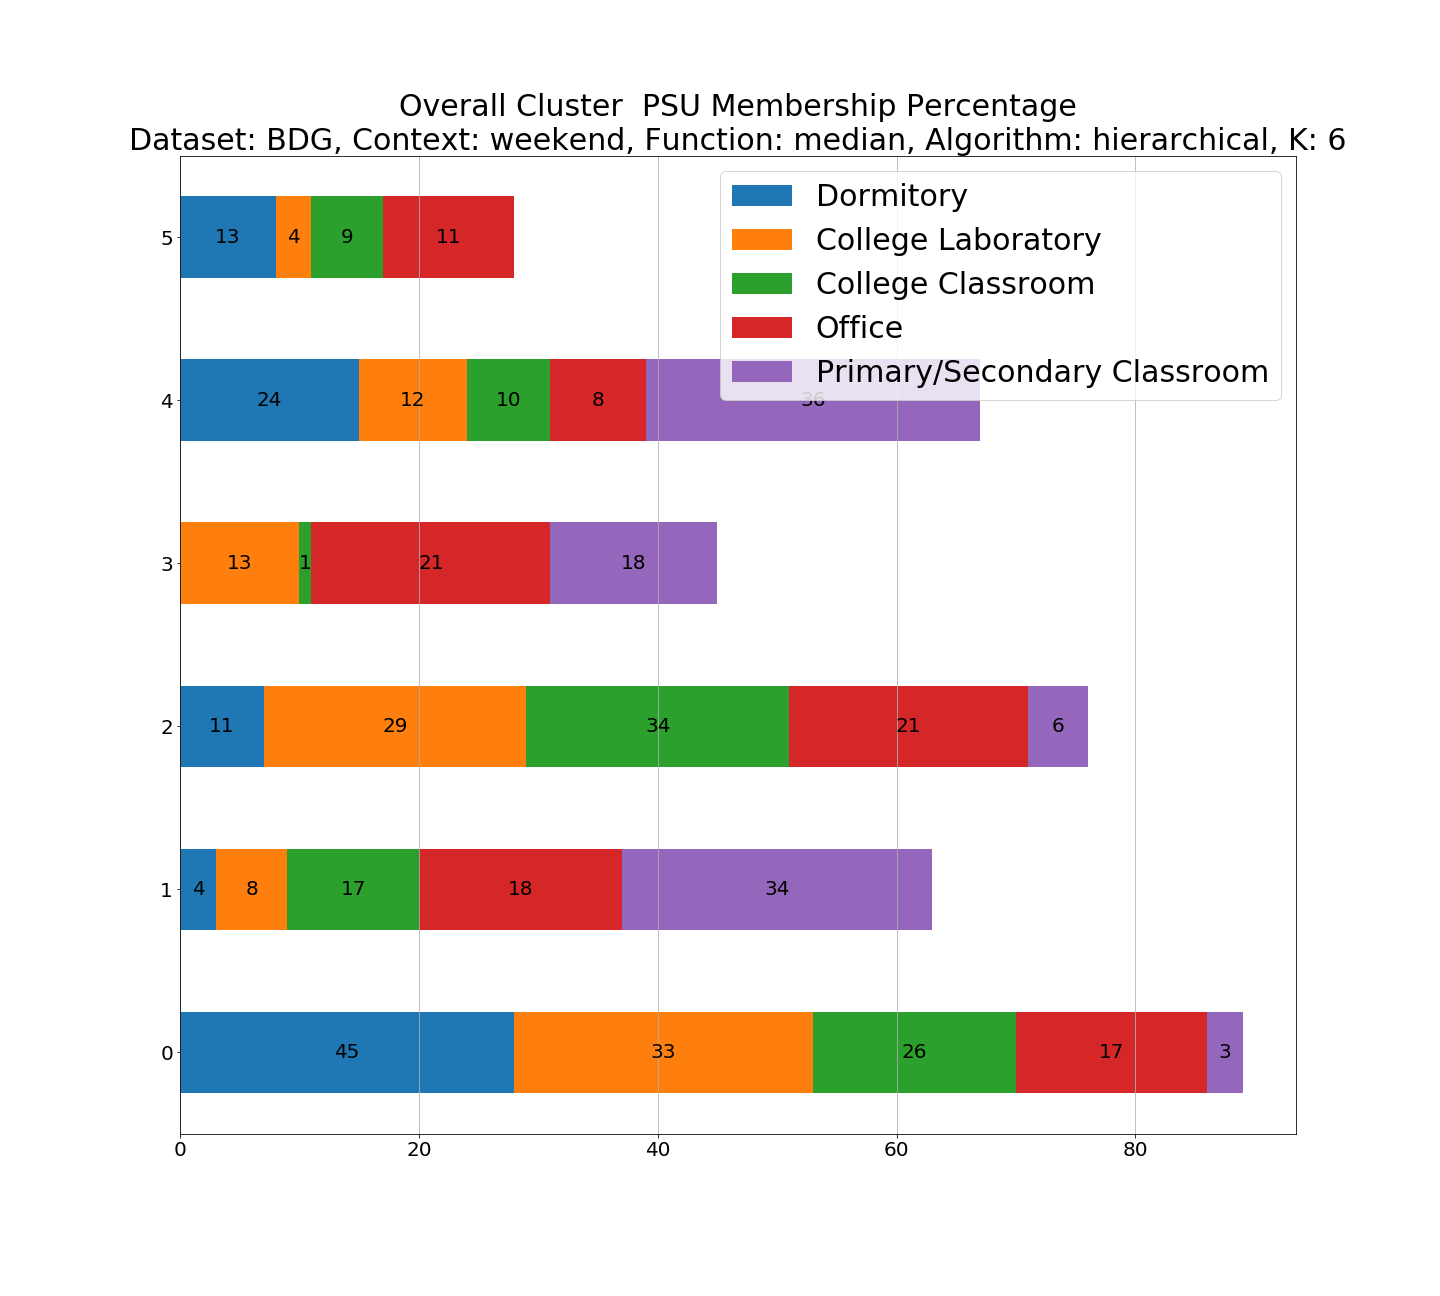 Overall Cluster  PSU Membership Percentage
Dataset: BDG, Context: weekend, Function: median, Algorithm: hierarchical, K: 6
Dormitory
College Laboratory
College Classroom
Office
Primary/Secondary Classroom
5 13 4 9 11
4 24 12 10 8 36
3 13 1 21 18
2 11 29 34 21 6
1 4 8 17 18 34
0 45 33 26 17 3
0 20 40 60 80